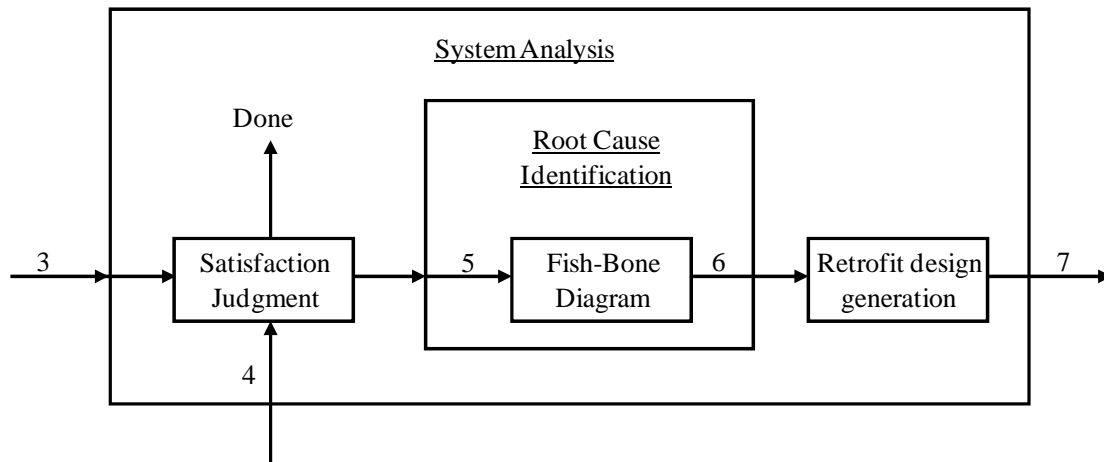 System Analysis
Done
Root Cause
Identification
3
Satisfaction
Judgment
5
Fish-Bone
Diagram
6
Retrofit design
generation
7
4